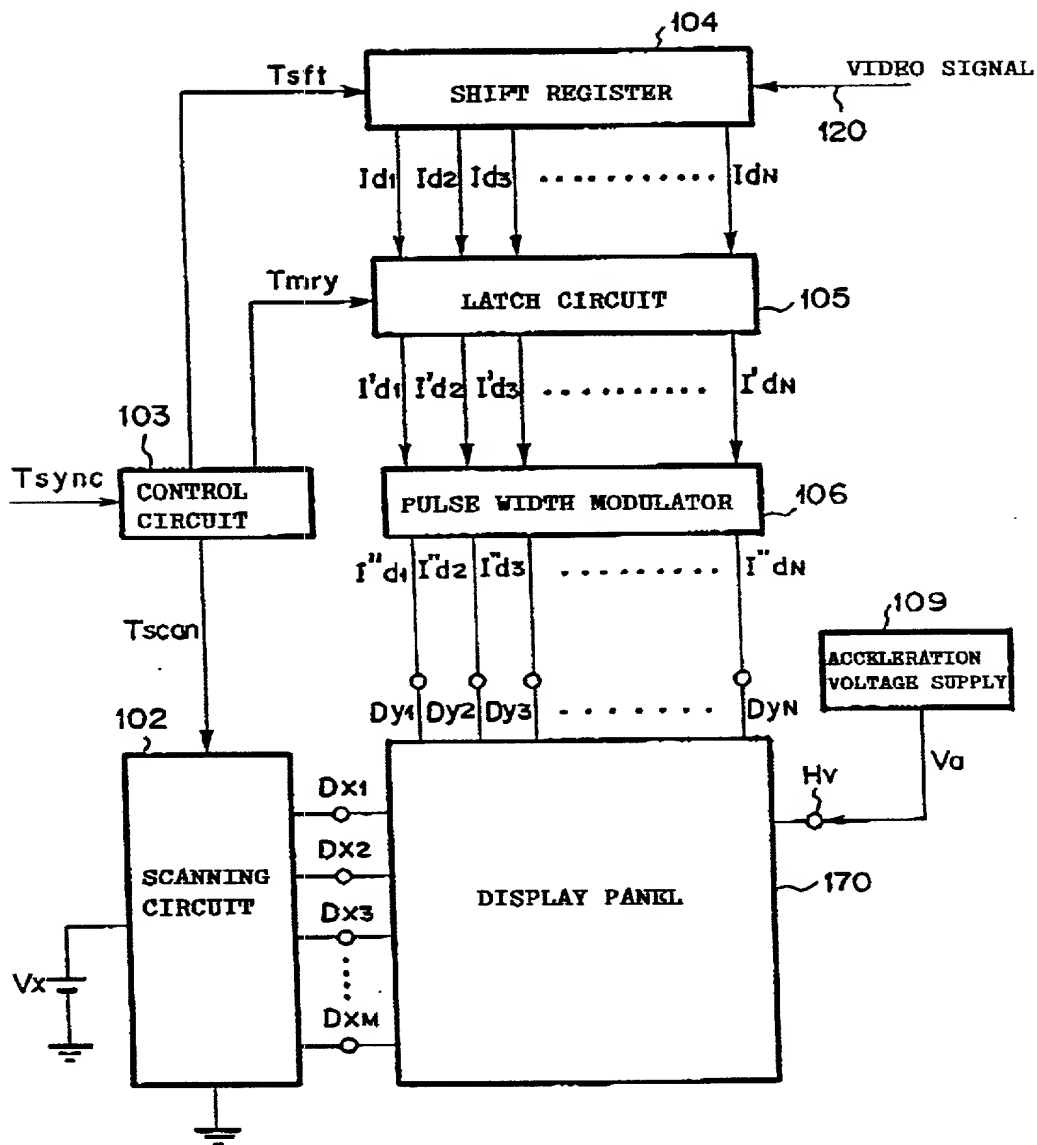 104
Tsft
SHIFT REGISTER
VIDEO SIGNAL
120
Id1 Id2 Id3 ........... IdN
Tmry
LATCH CIRCUIT
105
I'd1 I'd2 I'd3 .......... I'dN
103
Tsync
CONTROL
CIRCUIT
PULSE WIDTH MODULATOR
106
I"d1 I"d2 I"d3 .......... I"dN
109
ACCELERATION
VOLTAGE SUPPLY
Tscan
Dy1 Dy2 Dy3 ........ DyN
Va
Hv
102
Dx1
Dx2
Dx3
DxM
SCANNING
CIRCUIT
DISPLAY PANEL
170
Vx